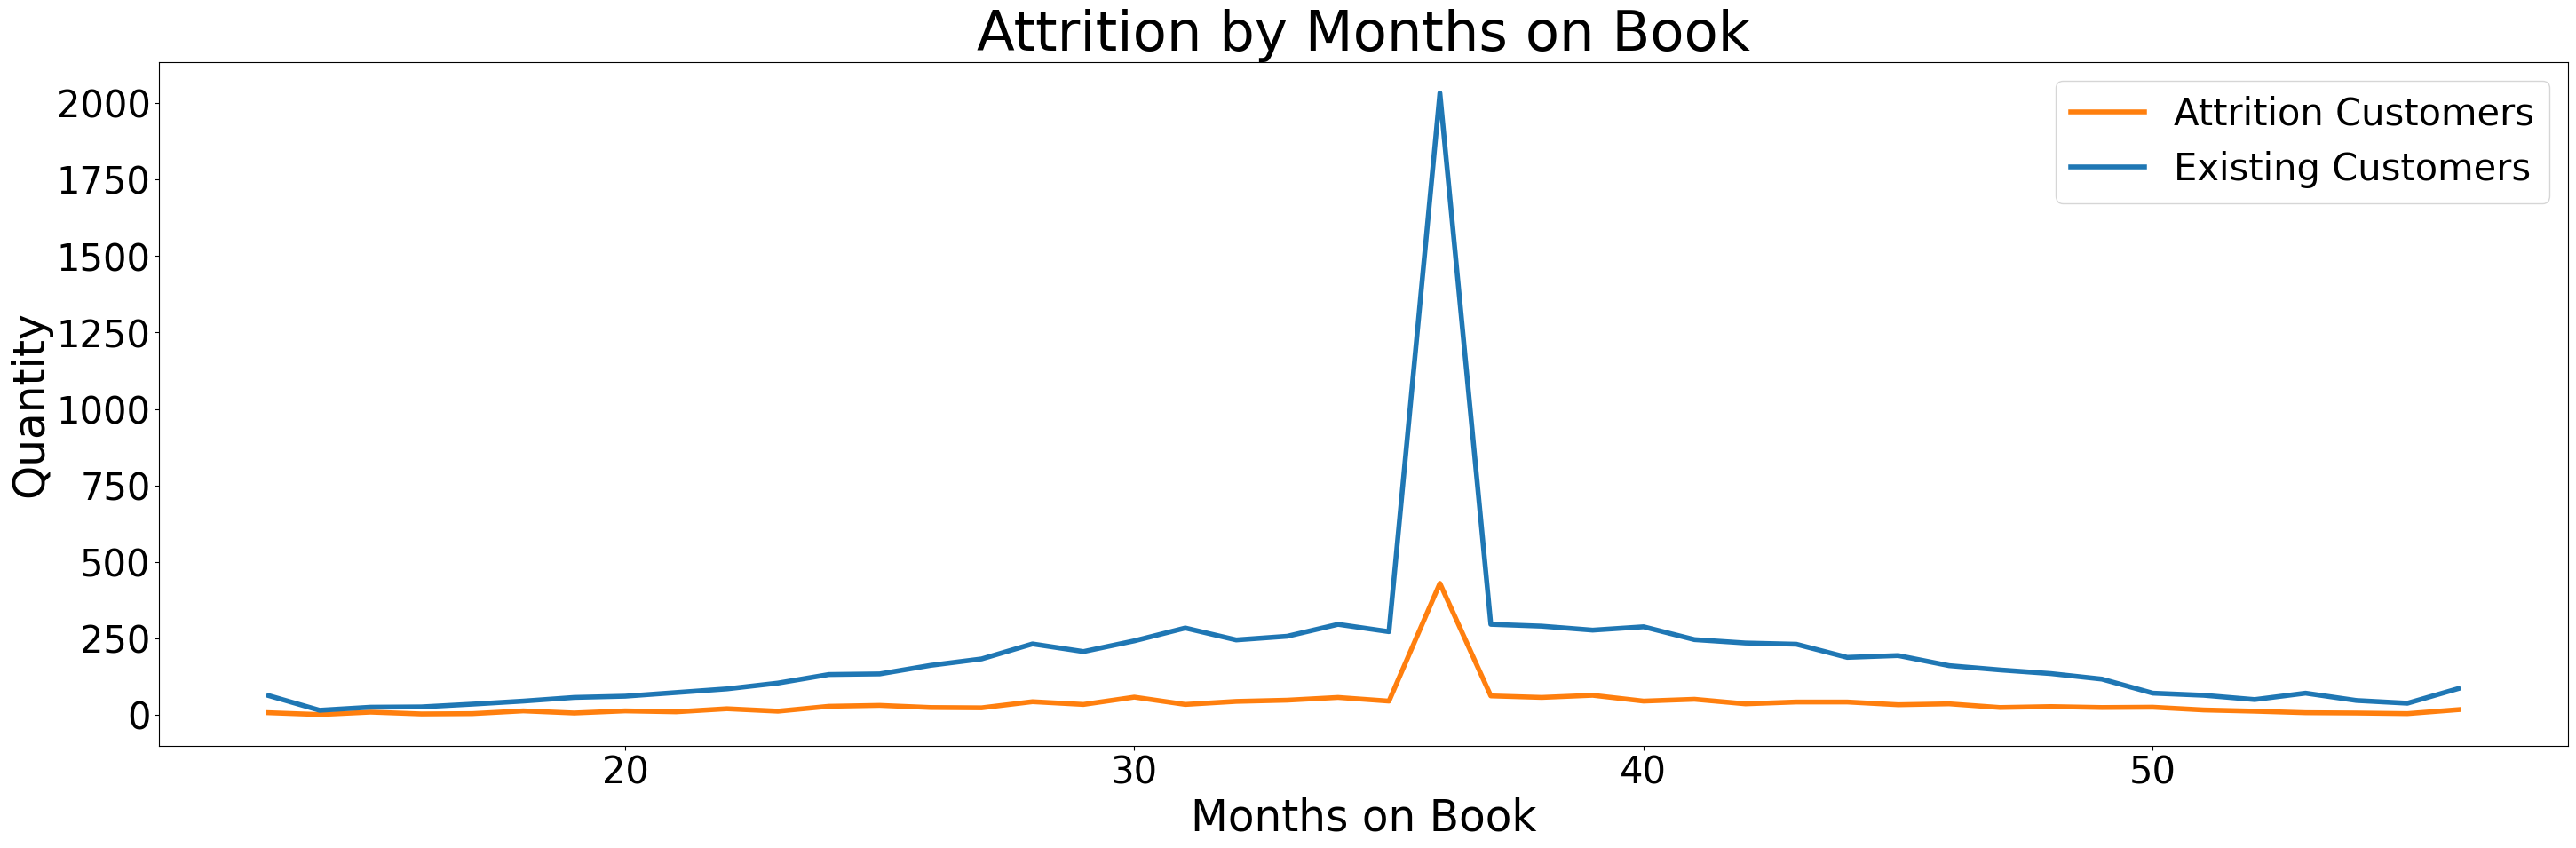 Attrition by Months on Book
Attrition Customers
Existing Customers
Quantity
2000
1750
1500
1250
1000
750
500
250
0
20 30 40 50
Months on Book